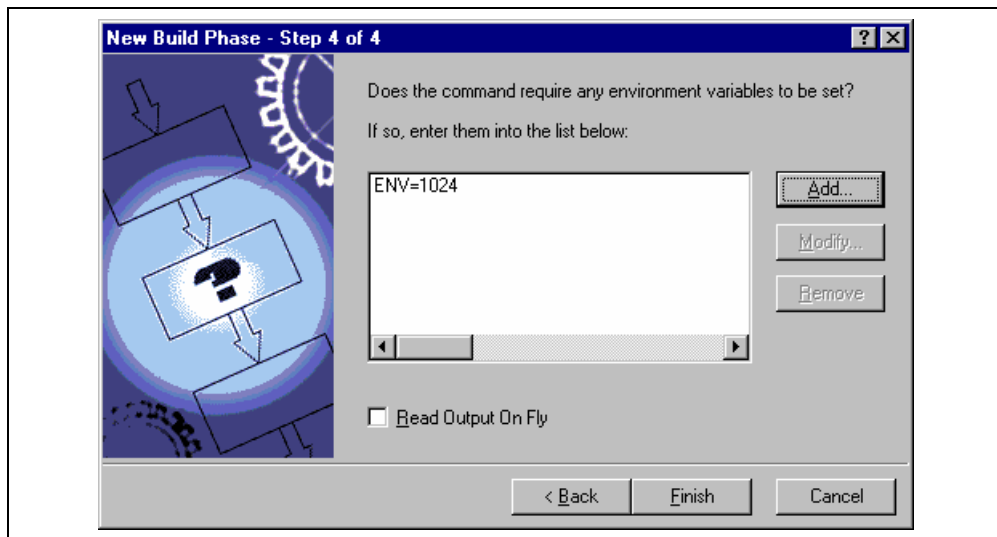 New Build Phase - Step 4 of 4
Does the command require any environment variables to be set?
If so, enter them into the list below:
ENV=1024
Add...
Modify...
Remove
Read Output On Fly
< Back
Finish
Cancel